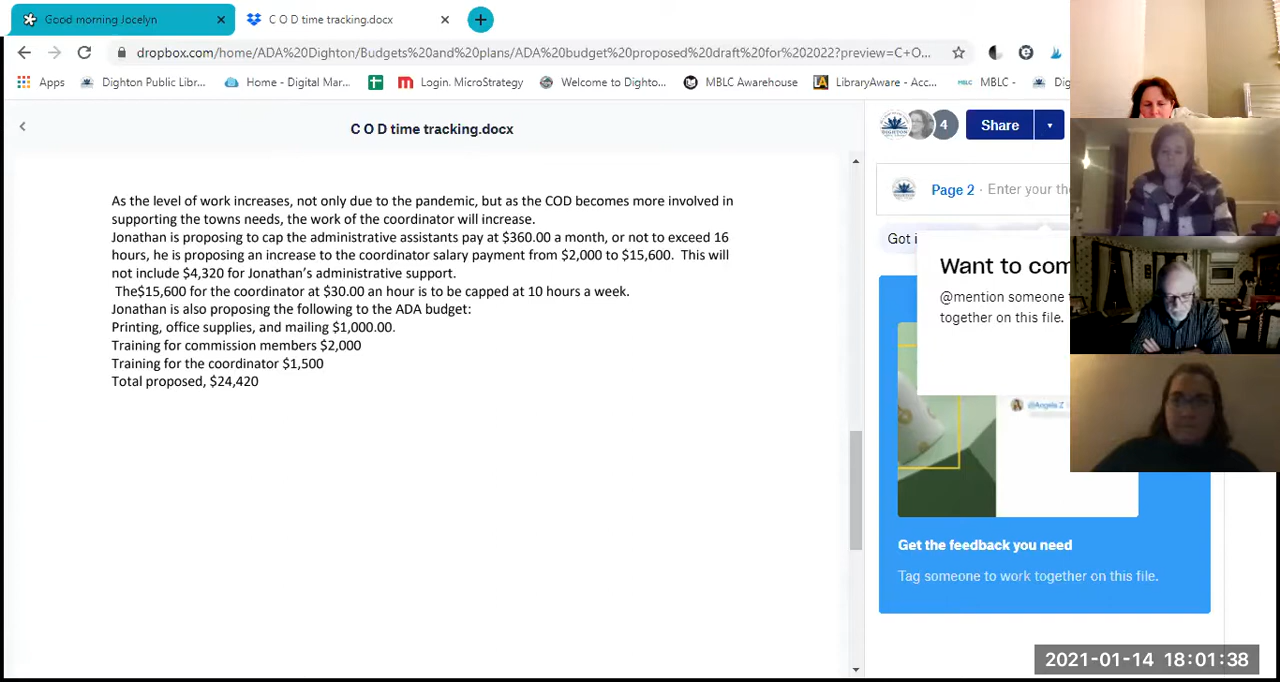 Good morning Jocelyn
C O D time tracking.docx
dropbox.com/home/ADA%20Dighton/Budgets%20and%20plans/ADA%20budget%20proposed%20draft%20for%202022?preview=C+O...
Apps
Dighton Public Libr...
Home - Digital Mar...
Login. MicroStrategy
Welcome to Dighto...
MBLC Awarehouse
LibraryAware - Acc...
MBLC -
Dig
C O D time tracking.docx
4
Share
As the level of work increases, not only due to the pandemic, but as the COD becomes more involved in
supporting the towns needs, the work of the coordinator will increase.
Jonathan is proposing to cap the administrative assistants pay at $360.00 a month, or not to exceed 16
hours, he is proposing an increase to the coordinator salary payment from $2,000 to $15,600. This will
not include $4,320 for Jonathan's administrative support.
The$15,600 for the coordinator at $30.00 an hour is to be capped at 10 hours a week.
Jonathan is also proposing the following to the ADA budget:
Printing, office supplies, and mailing $1,000.00.
Training for commission members $2,000
Training for the coordinator $1,500
Total proposed, $24,420
Page 2 - Enter your th
Got i
Want to com
@mention someone
together on this file.
@Angela Z
Get the feedback you need
Tag someone to work together on this file.
2021-01-14 18:01:38